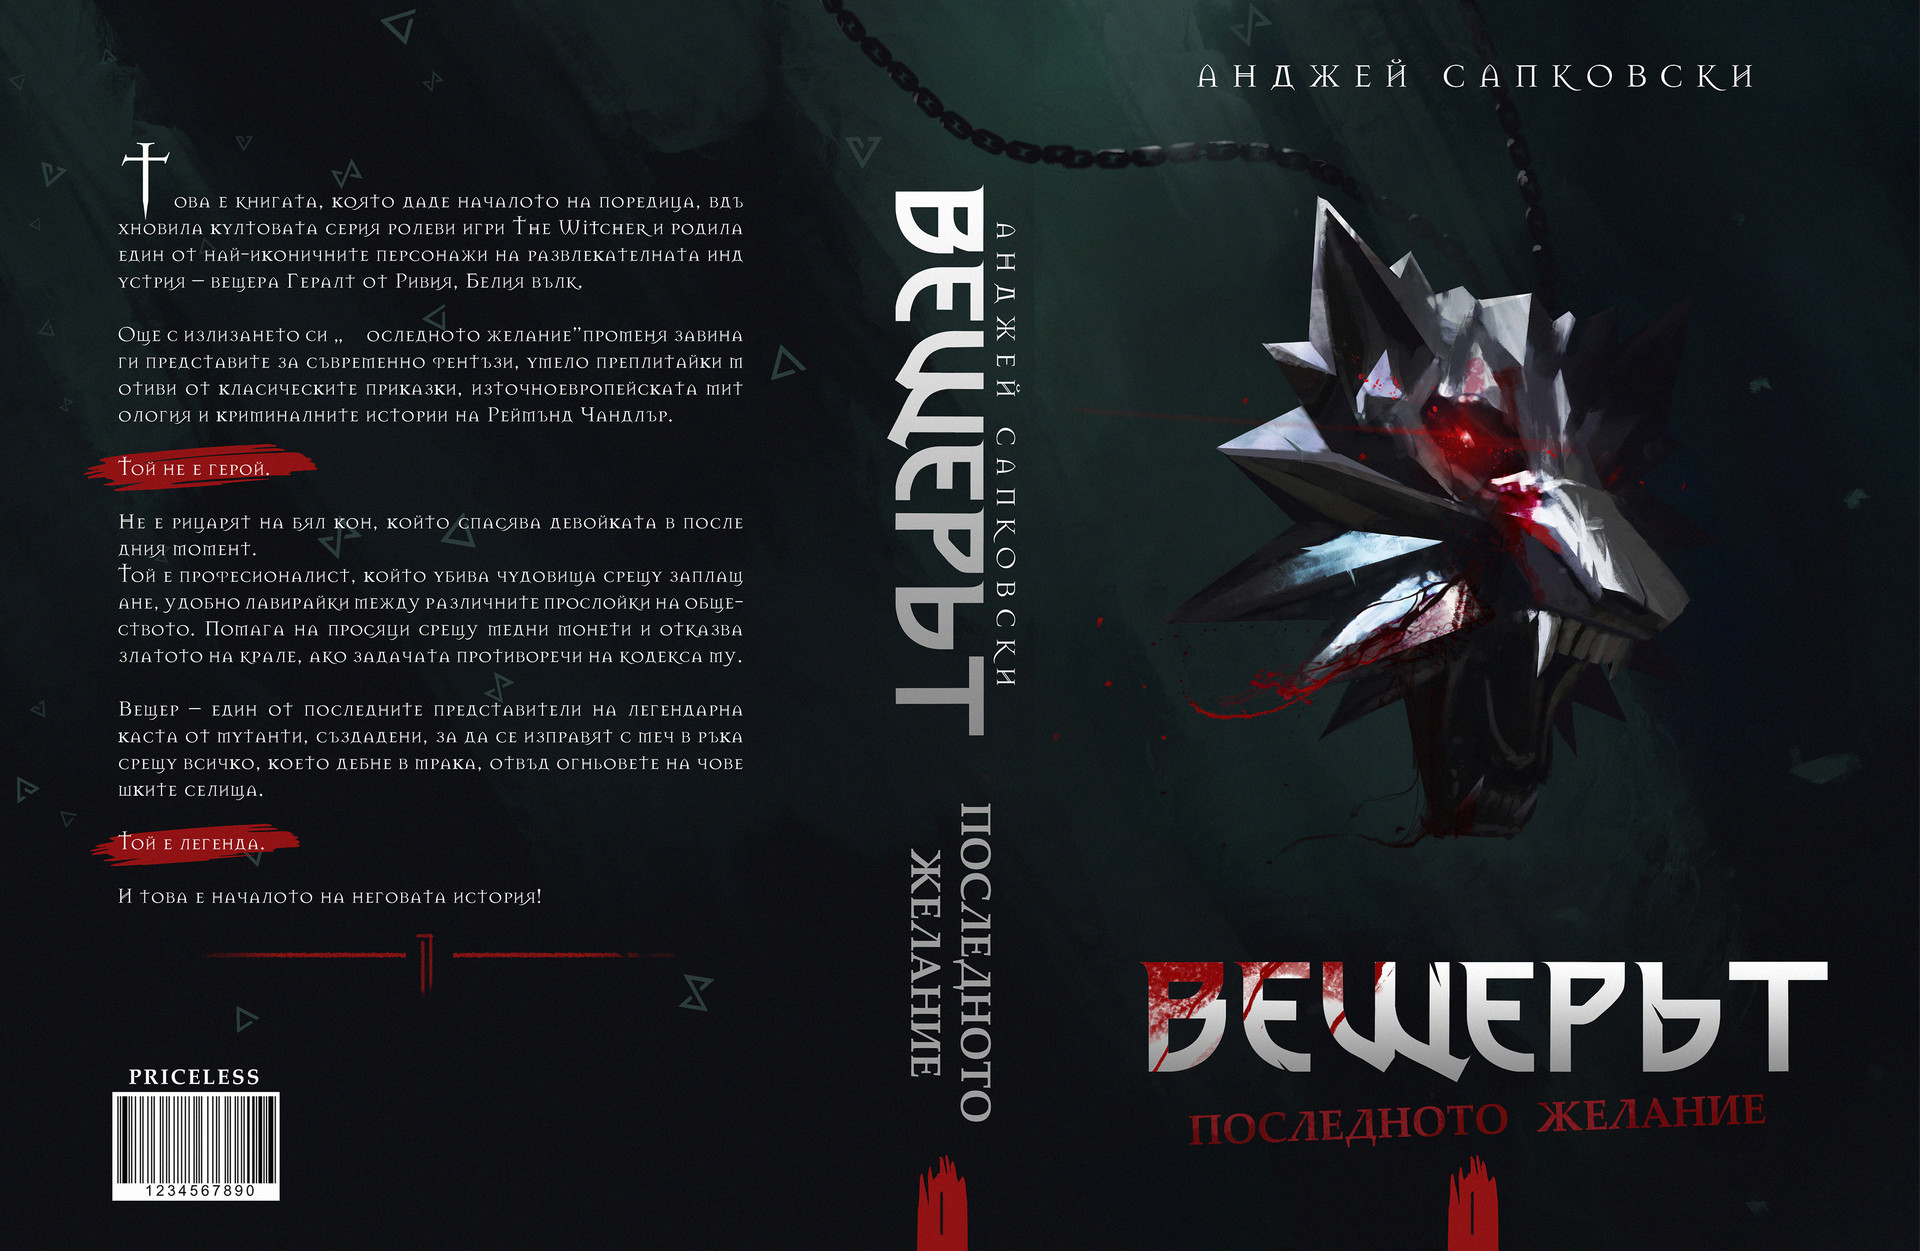 Това е книгата, която даде началото на поредица, вдъ
хновила култовата серия ролеви игри The Witcher и родила
един от най-иконичните персонажи на развлекателната инд
устрия – вещера Гералт от Ривия, Белия вълк.
Още с излизането си „ оследното желание” променя завина
ги представите за съвременно фентъзи, умело преплитайки м
отиви от класическите приказки, източноевропейската мит
ология и криминалните истории на Реймънд Чандлър.
Той не е герой.
Не е рицарят на бял кон, който спасява девойката в после
дния момент.
Той е професионалист, който убива чудовища срещу заплащ
ане, удобно лавирайки между различните прослойки на обще-
ството. Помага на просяци срещу медни монети и отказва
златото на крале, ако задачата противоречи на кодекса му.
Вещер – един от последните представители на легендарна
каста от мутанти, създадени, за да се изправят с меч в ръка
срещу всичко, което дебне в мрака, отвъд огньовете на чове
шките селища.
Той е легенда.
И това е началото на неговата история!
PRICELESS
1234567890
ВЕЩЕРЪТ
АНДЖЕЙ САПКОВСКИ
ПОСЛЕДНОТО
ЖЕЛАНИЕ
I
АНДЖЕЙ САПКОВСКИ
ВЕЩЕРЪТ
ПОСЛЕДНОТО ЖЕЛАНИЕ
I